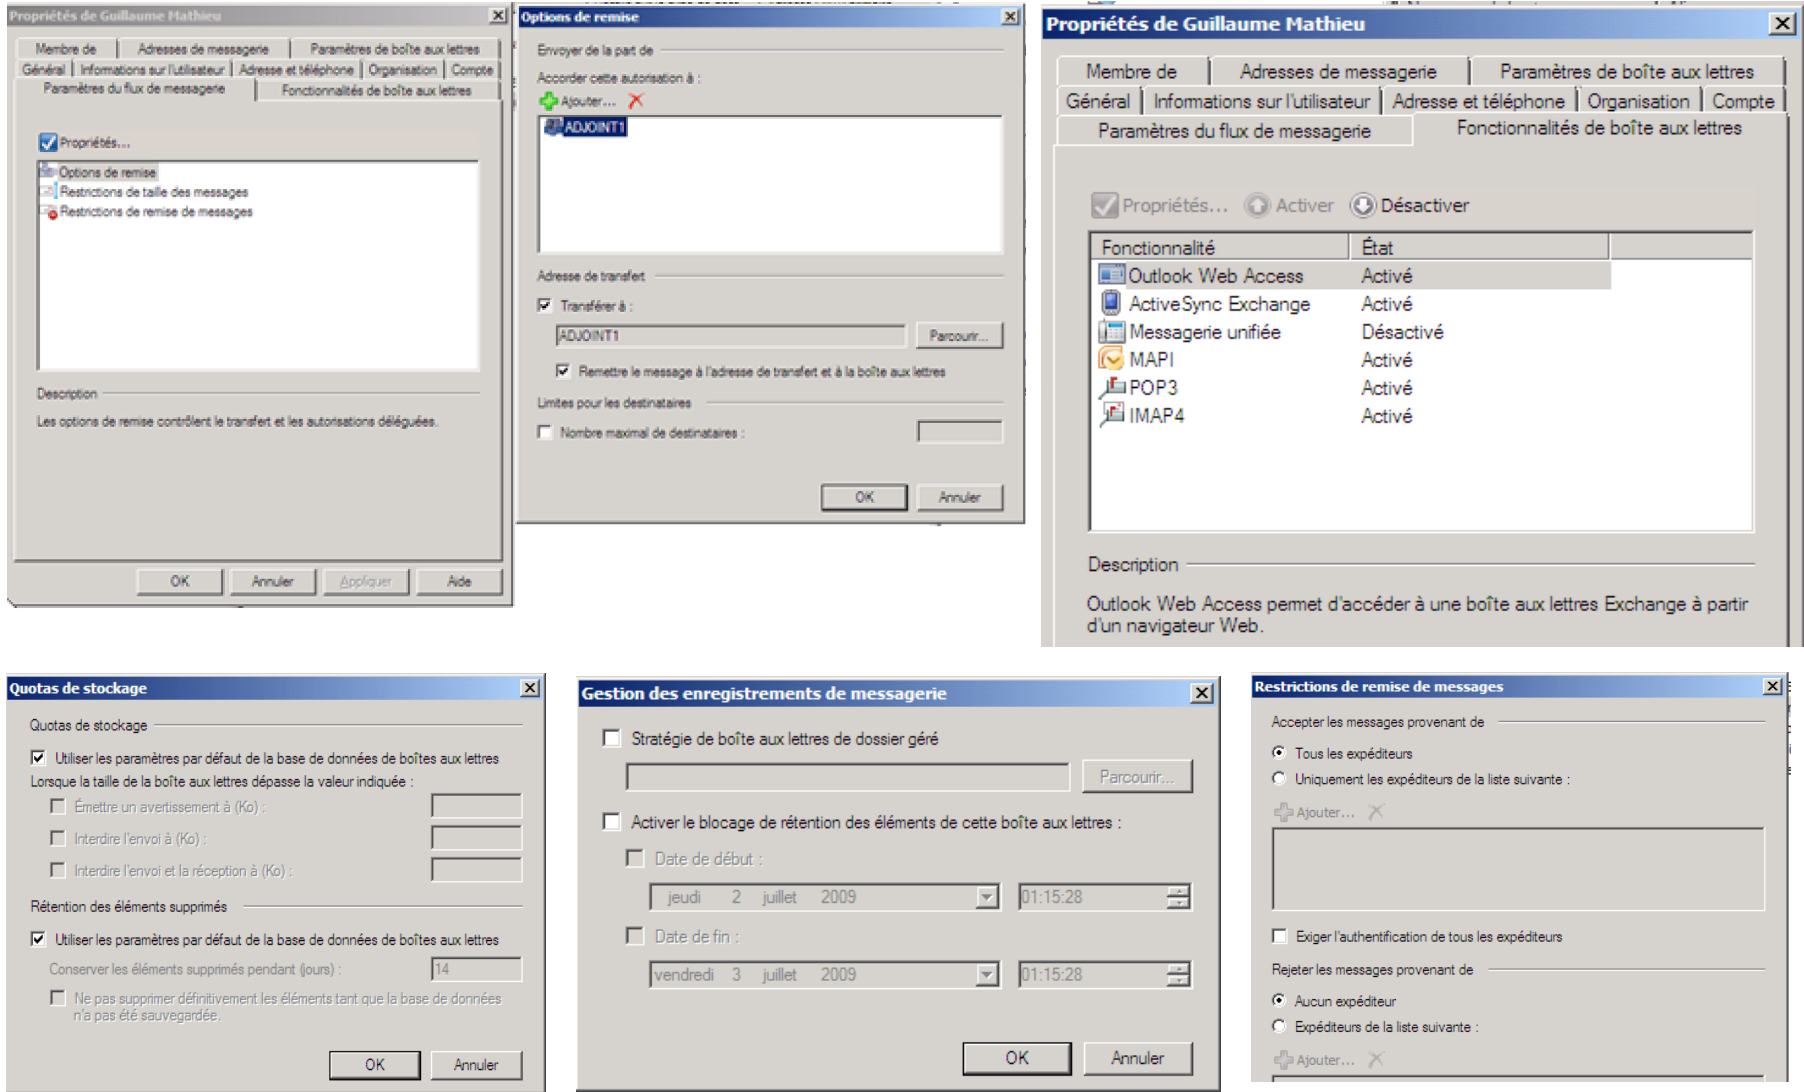 Propriétés de Guillaume Mathieu
Membre de
Adresses de messagerie
Paramètres de boîte aux lettres
Général
Informations sur l'utilisateur
Adresse et téléphone
Organisation
Compte
Paramètres du flux de messagerie
Fonctionnalités de boîte aux lettres
Propriétés...
Options de remise
Restrictions de taille des messages
Restrictions de remise de messages
Description
Les options de remise contrôlent le transfert et les autorisations déléguées.
OK
Annuler
Appliquer
Aide
Options de remise
Envoyer de la part de
Accorder cette autorisation à :
Ajouter...
ADJOINT1
Adresse de transfert
Transférer à :
ADJOINT1
Parcourir...
Remettre le message à l'adresse de transfert et à la boîte aux lettres
Limites pour les destinataires
Nombre maximal de destinataires :
OK
Annuler
Propriétés de Guillaume Mathieu
Membre de
Adresses de messagerie
Paramètres de boîte aux lettres
Général
Informations sur l'utilisateur
Adresse et téléphone
Organisation
Compte
Paramètres du flux de messagerie
Fonctionnalités de boîte aux lettres
Propriétés...
Activer
Désactiver
Fonctionnalité État
Outlook Web Access Activé
ActiveSync Exchange Activé
Messagerie unifiée Désactivé
MAPI Activé
POP3 Activé
IMAP4 Activé
Description
Outlook Web Access permet d'accéder à une boîte aux lettres Exchange à partir
d'un navigateur Web.
Quotas de stockage
Quotas de stockage
Utiliser les paramètres par défaut de la base de données de boîtes aux lettres
Lorsque la taille de la boîte aux lettres dépasse la valeur indiquée :
Émettre un avertissement à (Ko) :
Interdire l'envoi à (Ko) :
Interdire l'envoi et la réception à (Ko) :
Rétention des éléments supprimés
Utiliser les paramètres par défaut de la base de données de boîtes aux lettres
Conserver les éléments supprimés pendant (jours) : 14
Ne pas supprimer définitivement les éléments tant que la base de données
n'a pas été sauvegardée.
OK
Annuler
Gestion des enregistrements de messagerie
Stratégie de boîte aux lettres de dossier géré
Parcourir...
Activer le blocage de rétention des éléments de cette boîte aux lettres :
Date de début :
jeudi 2 juillet 2009 01:15:28
Date de fin :
vendredi 3 juillet 2009 01:15:28
OK
Annuler
Restrictions de remise de messages
Accepter les messages provenant de
Tous les expéditeurs
Uniquement les expéditeurs de la liste suivante :
Ajouter...
Exiger l'authentification de tous les expéditeurs
Rejeter les messages provenant de
Aucun expéditeur
Expéditeurs de la liste suivante :
Ajouter...